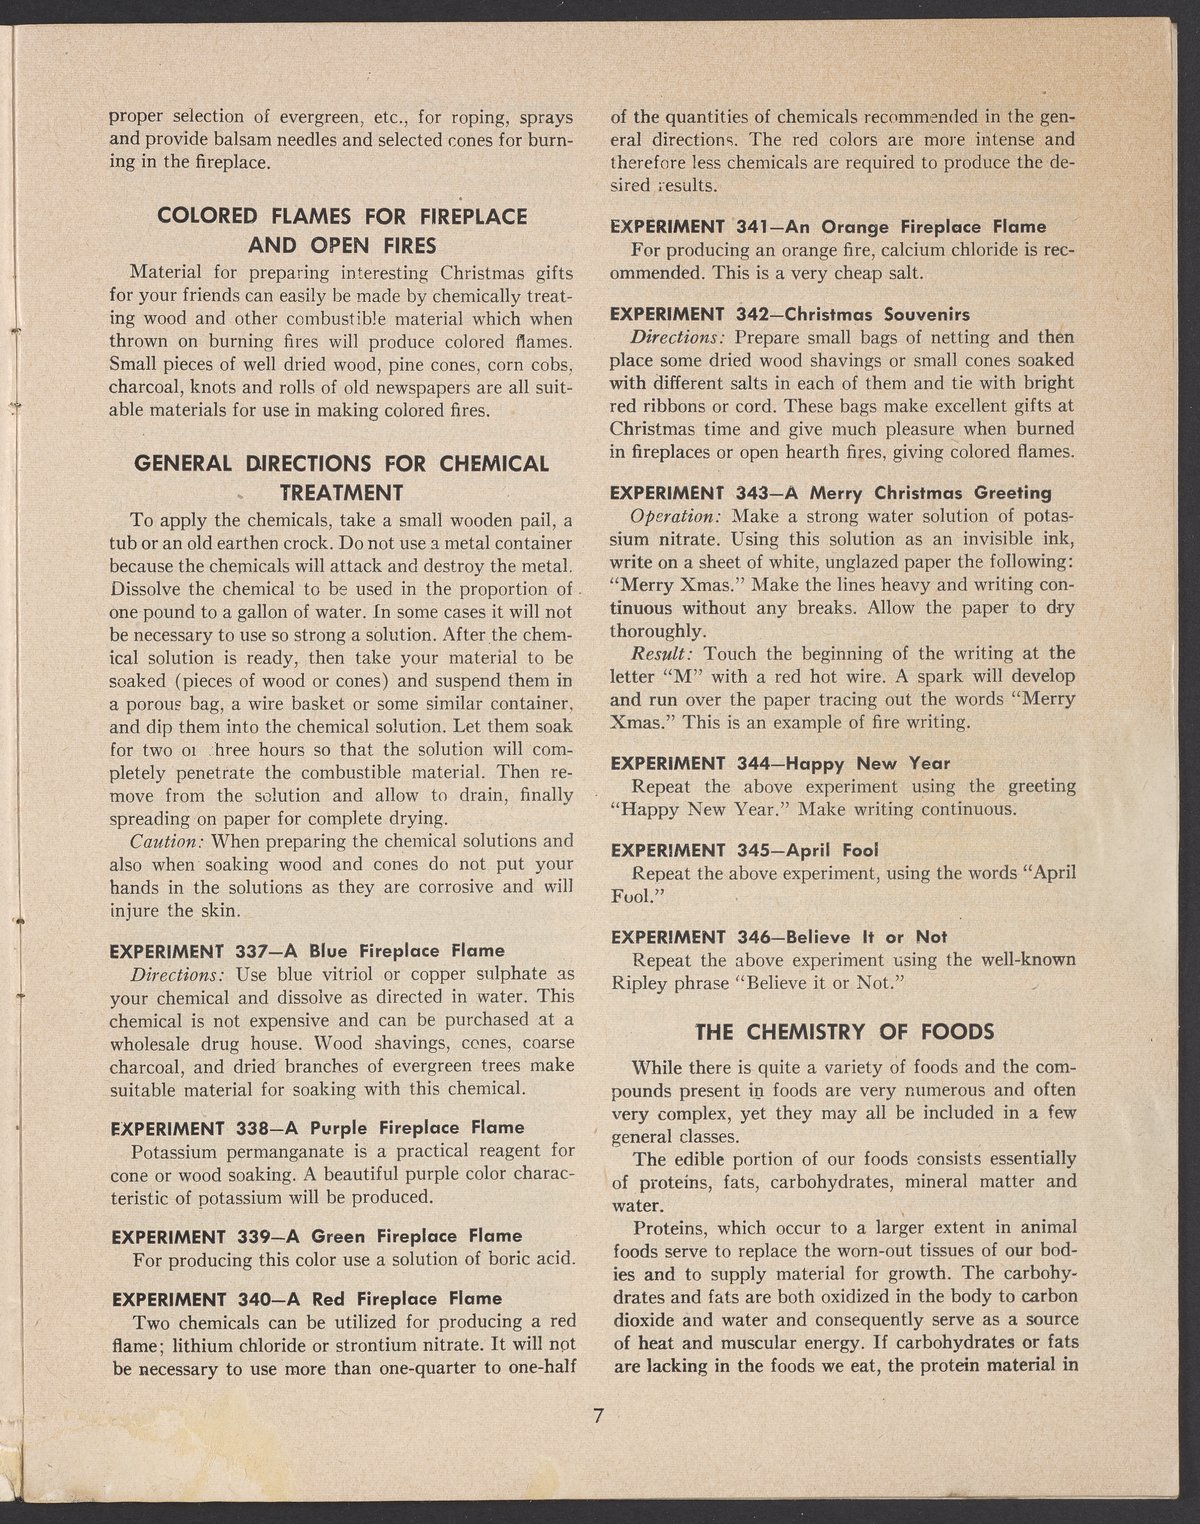 proper selection of evergreen, etc., for roping, sprays
and provide balsam needles and selected cones for burn-
ing in the fireplace.
COLORED FLAMES FOR FIREPLACE
AND OPEN FIRES
Material for preparing interesting Christmas gifts
for your friends can easily be made by chemically treat-
ing wood and other combustible material which when
thrown on burning fires will produce colored flames.
Small pieces of well dried wood, pine cones, corn cobs,
charcoal, knots and rolls of old newspapers are all suit-
able materials for use in making colored fires.
GENERAL DIRECTIONS FOR CHEMICAL
TREATMENT
To apply the chemicals, take a small wooden pail, a
tub or an old earthen crock. Do not use a metal container
because the chemicals will attack and destroy the metal.
Dissolve the chemical to be used in the proportion of
one pound to a gallon of water. In some cases it will not
be necessary to use so strong a solution. After the chem-
ical solution is ready, then take your material to be
soaked (pieces of wood or cones) and suspend them in
a porous bag, a wire basket or some similar container,
and dip them into the chemical solution. Let them soak
for two or three hours so that the solution will com-
pletely penetrate the combustible material. Then re-
move from the solution and allow to drain, finally
spreading on paper for complete drying.
Caution: When preparing the chemical solutions and
also when soaking wood and cones do not put your
hands in the solutions as they are corrosive and will
injure the skin.
EXPERIMENT 337—A Blue Fireplace Flame
Directions: Use blue vitriol or copper sulphate as
your chemical and dissolve as directed in water. This
chemical is not expensive and can be purchased at a
wholesale drug house. Wood shavings, cones, coarse
charcoal, and dried branches of evergreen trees make
suitable material for soaking with this chemical.
EXPERIMENT 338—A Purple Fireplace Flame
Potassium permanganate is a practical reagent for
cone or wood soaking. A beautiful purple color charac-
teristic of potassium will be produced.
EXPERIMENT 339—A Green Fireplace Flame
For producing this color use a solution of boric acid.
EXPERIMENT 340—A Red Fireplace Flame
Two chemicals can be utilized for producing a red
flame; lithium chloride or strontium nitrate. It will not
be necessary to use more than one-quarter to one-half
of the quantities of chemicals recommended in the gen-
eral directions. The red colors are more intense and
therefore less chemicals are required to produce the de-
sired results.
EXPERIMENT 341—An Orange Fireplace Flame
For producing an orange fire, calcium chloride is rec-
ommended. This is a very cheap salt.
EXPERIMENT 342—Christmas Souvenirs
Directions: Prepare small bags of netting and then
place some dried wood shavings or small cones soaked
with different salts in each of them and tie with bright
red ribbons or cord. These bags make excellent gifts at
Christmas time and give much pleasure when burned
in fireplaces or open hearth fires, giving colored flames.
EXPERIMENT 343—A Merry Christmas Greeting
Operation: Make a strong water solution of potas-
sium nitrate. Using this solution as an invisible ink,
write on a sheet of white, unglazed paper the following:
"Merry Xmas." Make the lines heavy and writing con-
tinuous without any breaks. Allow the paper to dry
thoroughly.
Result: Touch the beginning of the writing at the
letter "M" with a red hot wire. A spark will develop
and run over the paper tracing out the words "Merry
Xmas." This is an example of fire writing.
EXPERIMENT 344—Happy New Year
Repeat the above experiment using the greeting
"Happy New Year." Make writing continuous.
EXPERIMENT 345—April Fool
Repeat the above experiment, using the words "April
Fool."
EXPERIMENT 346—Believe It or Not
Repeat the above experiment using the well-known
Ripley phrase "Believe it or Not."
THE CHEMISTRY OF FOODS
While there is quite a variety of foods and the com-
pounds present in foods are very numerous and often
very complex, yet they may all be included in a few
general classes.
The edible portion of our foods consists essentially
of proteins, fats, carbohydrates, mineral matter and
water.
Proteins, which occur to a larger extent in animal
foods serve to replace the worn-out tissues of our bod-
ies and to supply material for growth. The carbohy-
drates and fats are both oxidized in the body to carbon
dioxide and water and consequently serve as a source
of heat and muscular energy. If carbohydrates or fats
are lacking in the foods we eat, the protein material in
7